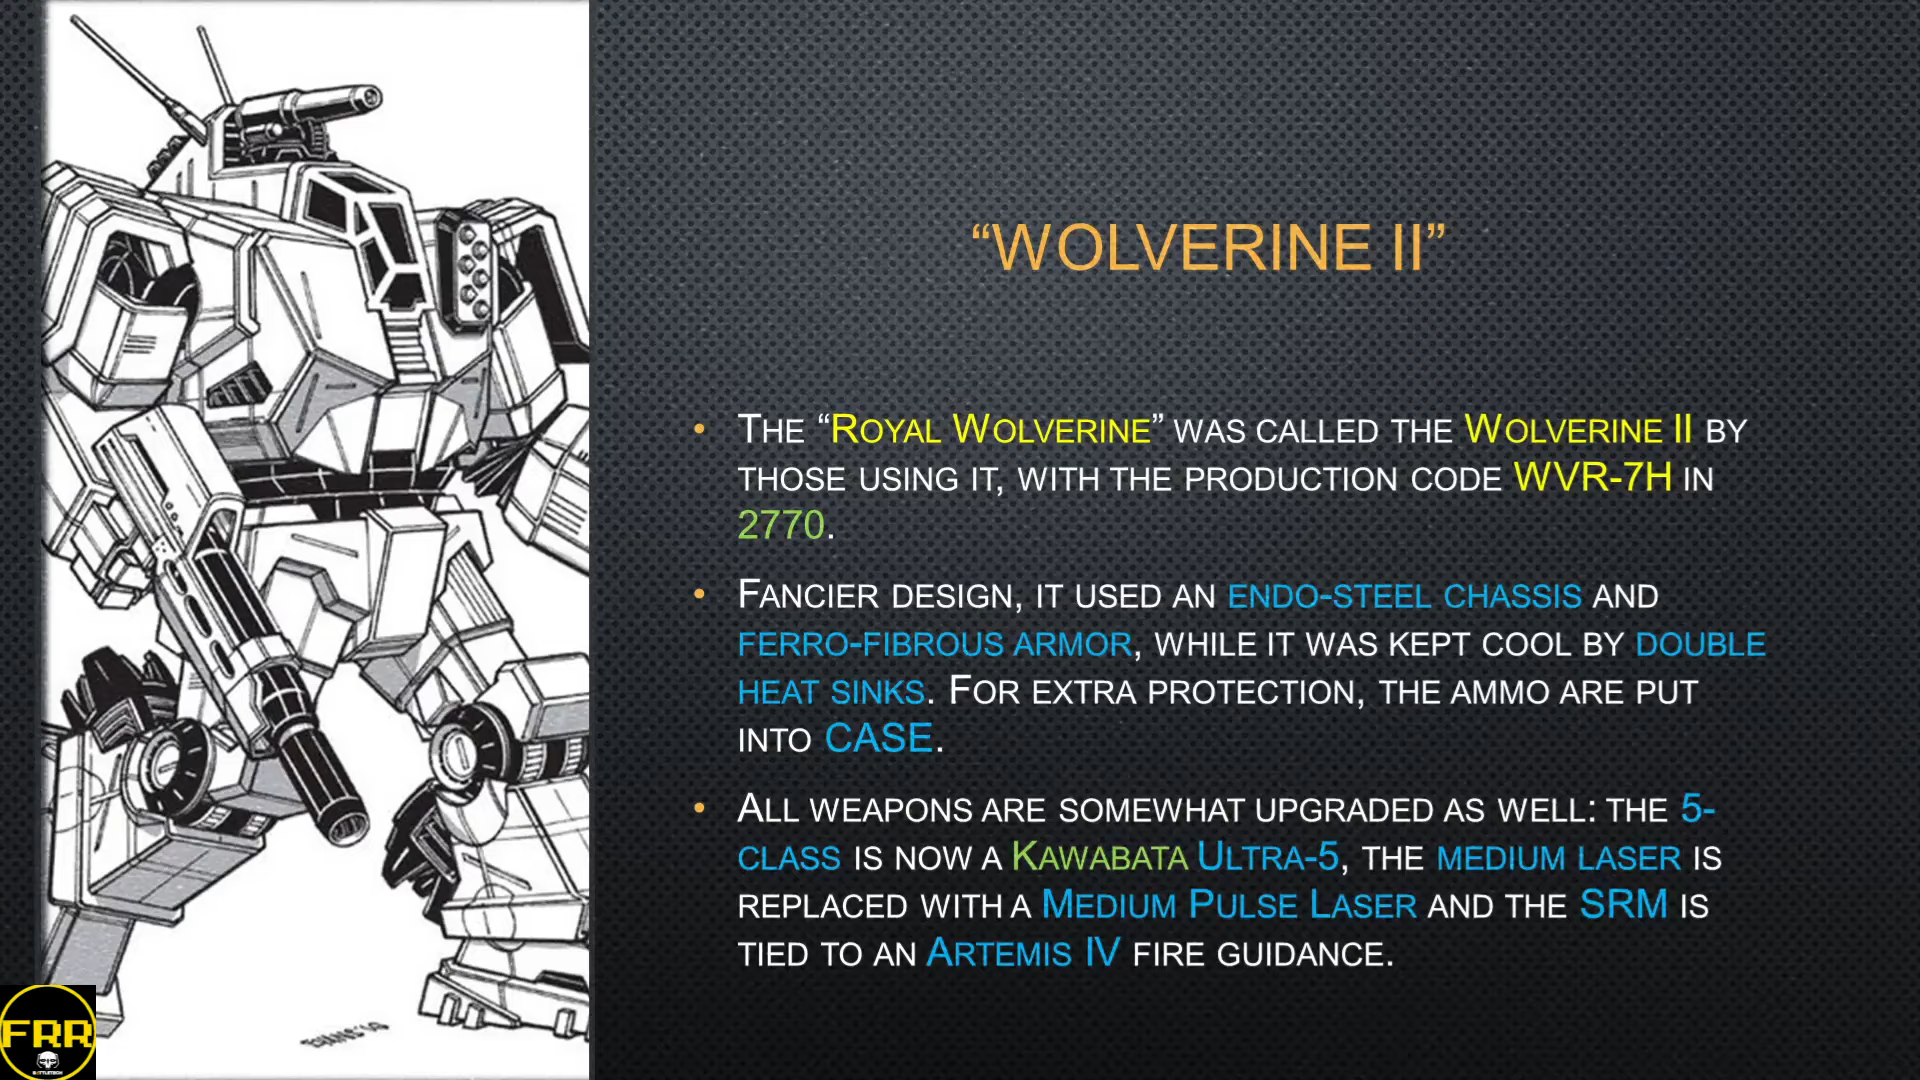 “WOLVERINE II”
• THE “ROYAL WOLVERINE” WAS CALLED THE WOLVERINE II BY
THOSE USING IT, WITH THE PRODUCTION CODE WVR-7H IN
2770.
• FANCIER DESIGN, IT USED AN ENDO-STEEL CHASSIS AND
FERRO-FIBROUS ARMOR, WHILE IT WAS KEPT COOL BY DOUBLE
HEAT SINKS. FOR EXTRA PROTECTION, THE AMMO ARE PUT
INTO CASE.
• ALL WEAPONS ARE SOMEWHAT UPGRADED AS WELL: THE 5-
CLASS IS NOW A KAWABATA ULTRA-5, THE MEDIUM LASER IS
REPLACED WITH A MEDIUM PULSE LASER AND THE SRM IS
TIED TO AN ARTEMIS IV FIRE GUIDANCE.
FRR
BATTLETECH